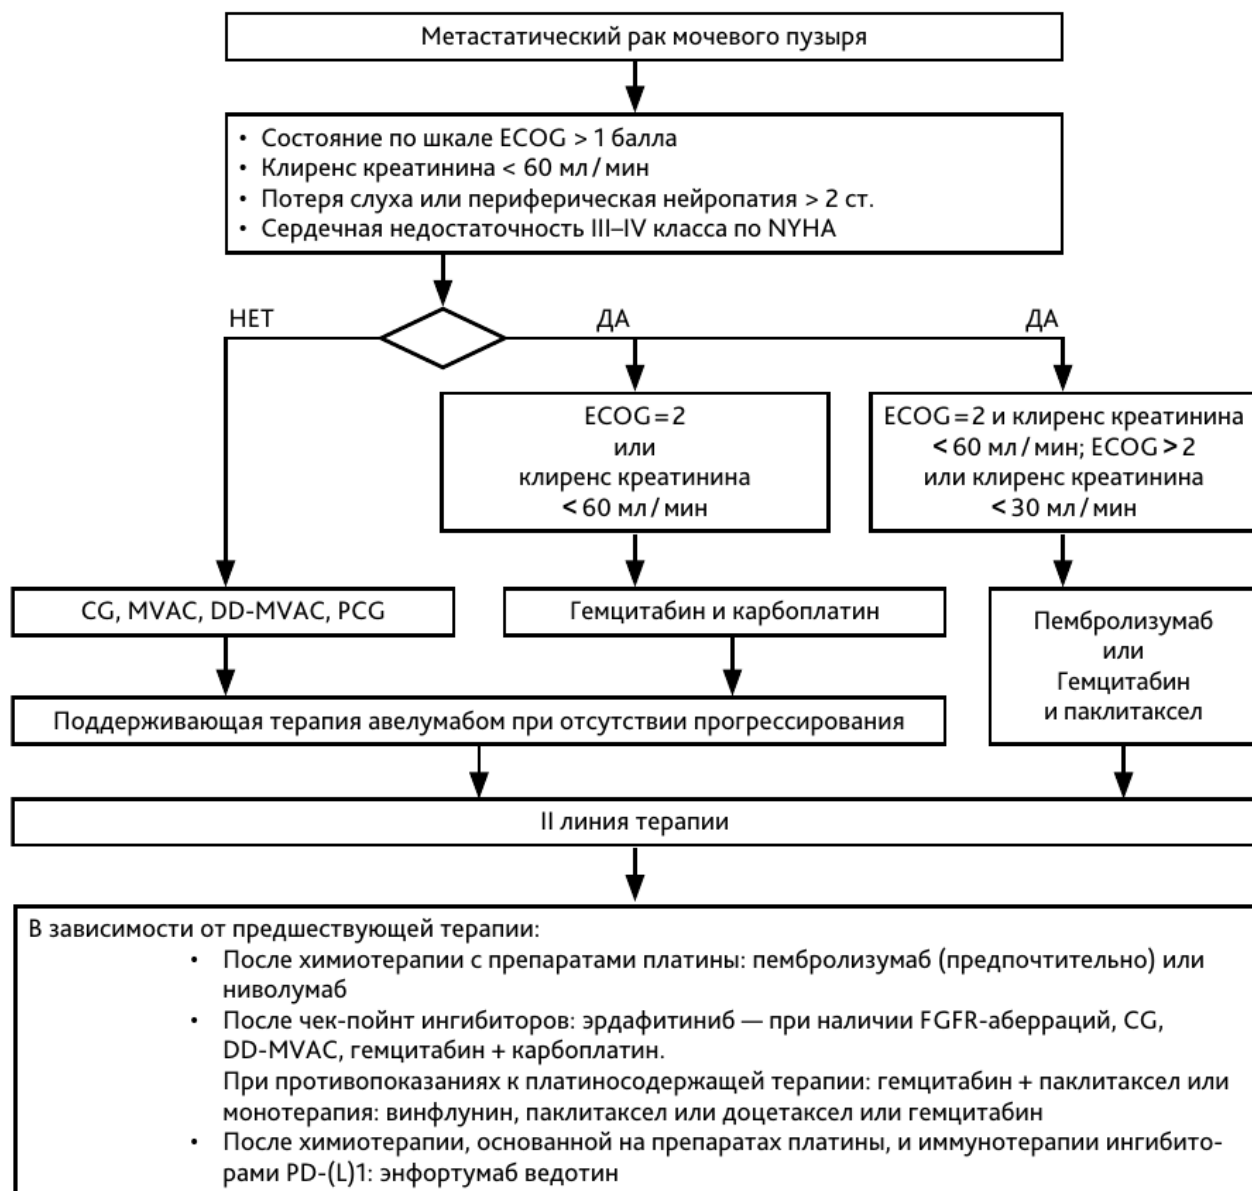 Метастатический рак мочевого пузыря
• Состояние по шкале ECOG > 1 балла
• Клиренс креатинина < 60 мл / мин
• Потеря слуха или периферическая нейропатия > 2 ст.
• Сердечная недостаточность III–IV класса по NYHA
НЕТ
ДА
ДА
ECOG = 2
или
клиренс креатинина
< 60 мл / мин
ECOG = 2 и клиренс креатинина
< 60 мл / мин; ECOG > 2
или клиренс креатинина
< 30 мл / мин
CG, MVAC, DD-MVAC, PCG
Гемцитабин и карбоплатин
Пембролизумаб
или
Гемцитабин
и паклитаксел
Поддерживающая терапия авелумабом при отсутствии прогрессирования
II линия терапии
В зависимости от предшествующей терапии:
• После химиотерапии с препаратами платины: пембролизумаб (предпочтительно) или
ниволумаб
• После чек-пойнт ингибиторов: эрдафитиниб — при наличии FGFR-аберраций, CG,
DD-MVAC, гемцитабин + карбоплатин.
При противопоказаниях к платиносодержащей терапии: гемцитабин + паклитаксел или
монотерапия: винфлунин, паклитаксел или доцетаксел или гемцитабин
• После химиотерапии, основанной на препаратах платины, и иммунотерапии ингибито-
рами PD-(L)1: энфортумаб ведотин